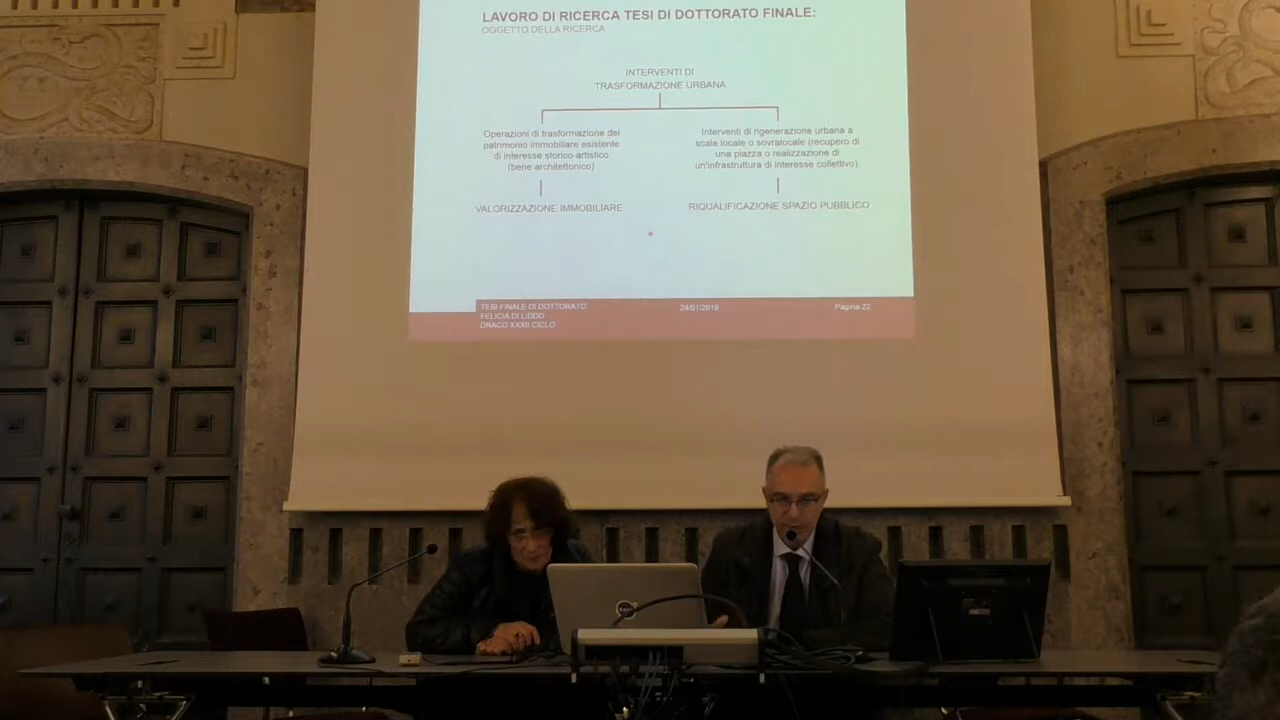 LAVORO DI RICERCA TESI DI DOTTORATO FINALE:
OGGETTO DELLA RICERCA
INTERVENTI DI
TRASFORMAZIONE URBANA
Operazioni di trasformazione del
patrimonio immobiliare esistente
di interesse storico-artistico
(bene architettonico)
Interventi di rigenerazione urbana a
scala locale o sovralocale (recupero di
una piazza o realizzazione di
un'infrastruttura di interesse collettivo).
VALORIZZAZIONE IMMOBILIARE
RIQUALIFICAZIONE SPAZIO PUBBLICO
TESI FINALE DI DOTTORATO
FELICIA DI LIDDO
DRACO XXXII CICLO
24/01/2019
Pagina 22